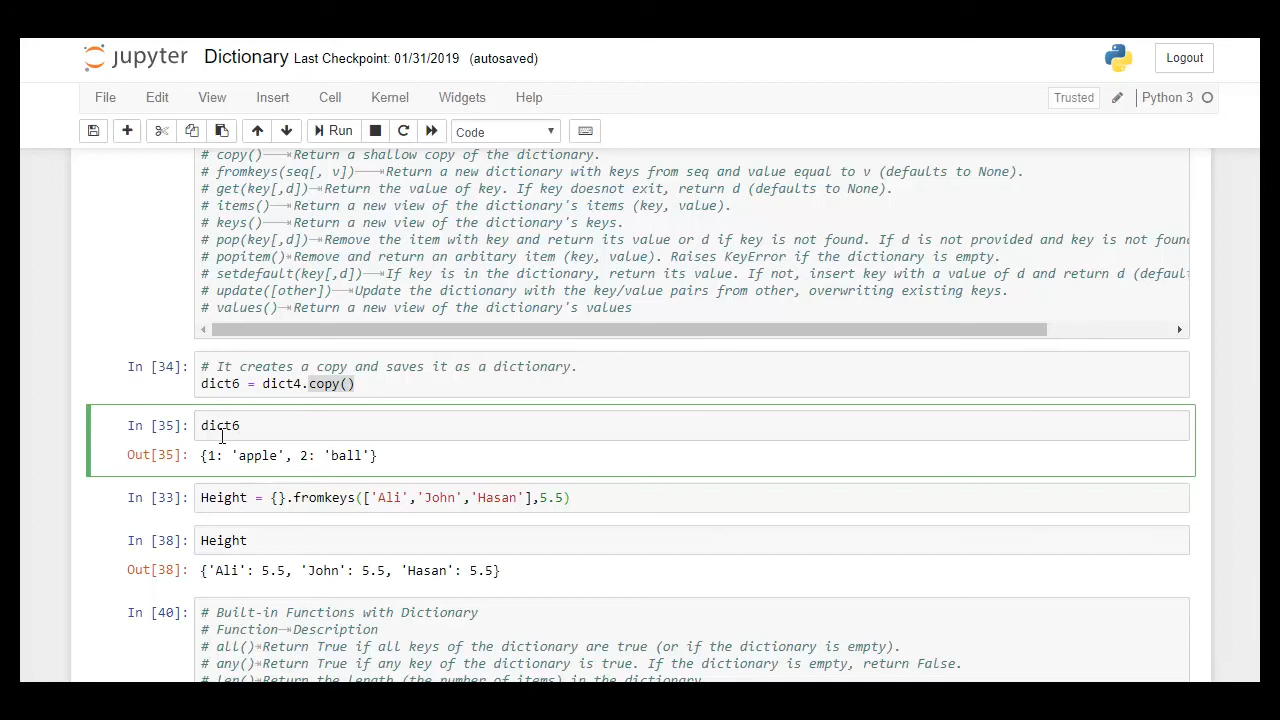 jupyter Dictionary Last Checkpoint: 01/31/2019 (autosaved)
Logout
File Edit View Insert Cell Kernel Widgets Help
Trusted Python 3
Run Code
# copy()→Return a shallow copy of the dictionary.
# fromkeys(seq[, v])→Return a new dictionary with keys from seq and value equal to v (defaults to None).
# get(key[,d])→Return the value of key. If key doesnot exit, return d (defaults to None).
# items()→Return a new view of the dictionary's items (key, value).
# keys()→Return a new view of the dictionary's keys.
# pop(key[,d])→Remove the item with key and return its value or d if key is not found. If d is not provided and key is not foun
# popitem()→Remove and return an arbitary item (key, value). Raises KeyError if the dictionary is empty.
# setdefault(key[,d])→If key is in the dictionary, return its value. If not, insert key with a value of d and return d (defaul
# update([other])→Update the dictionary with the key/value pairs from other, overwriting existing keys.
# values()→Return a new view of the dictionary's values
In [34]: # It creates a copy and saves it as a dictionary.
dict6 = dict4.copy()
In [35]: dict6
Out[35]: {1: 'apple', 2: 'ball'}
In [33]: Height = {}.fromkeys(['Ali','John','Hasan'],5.5)
In [38]: Height
Out[38]: {'Ali': 5.5, 'John': 5.5, 'Hasan': 5.5}
In [40]: # Built-in Functions with Dictionary
# Function→Description
# all()→Return True if all keys of the dictionary are true (or if the dictionary is empty).
# any()→Return True if any key of the dictionary is true. If the dictionary is empty, return False.
# len()→Return the length (the number of items) in the dictionary.